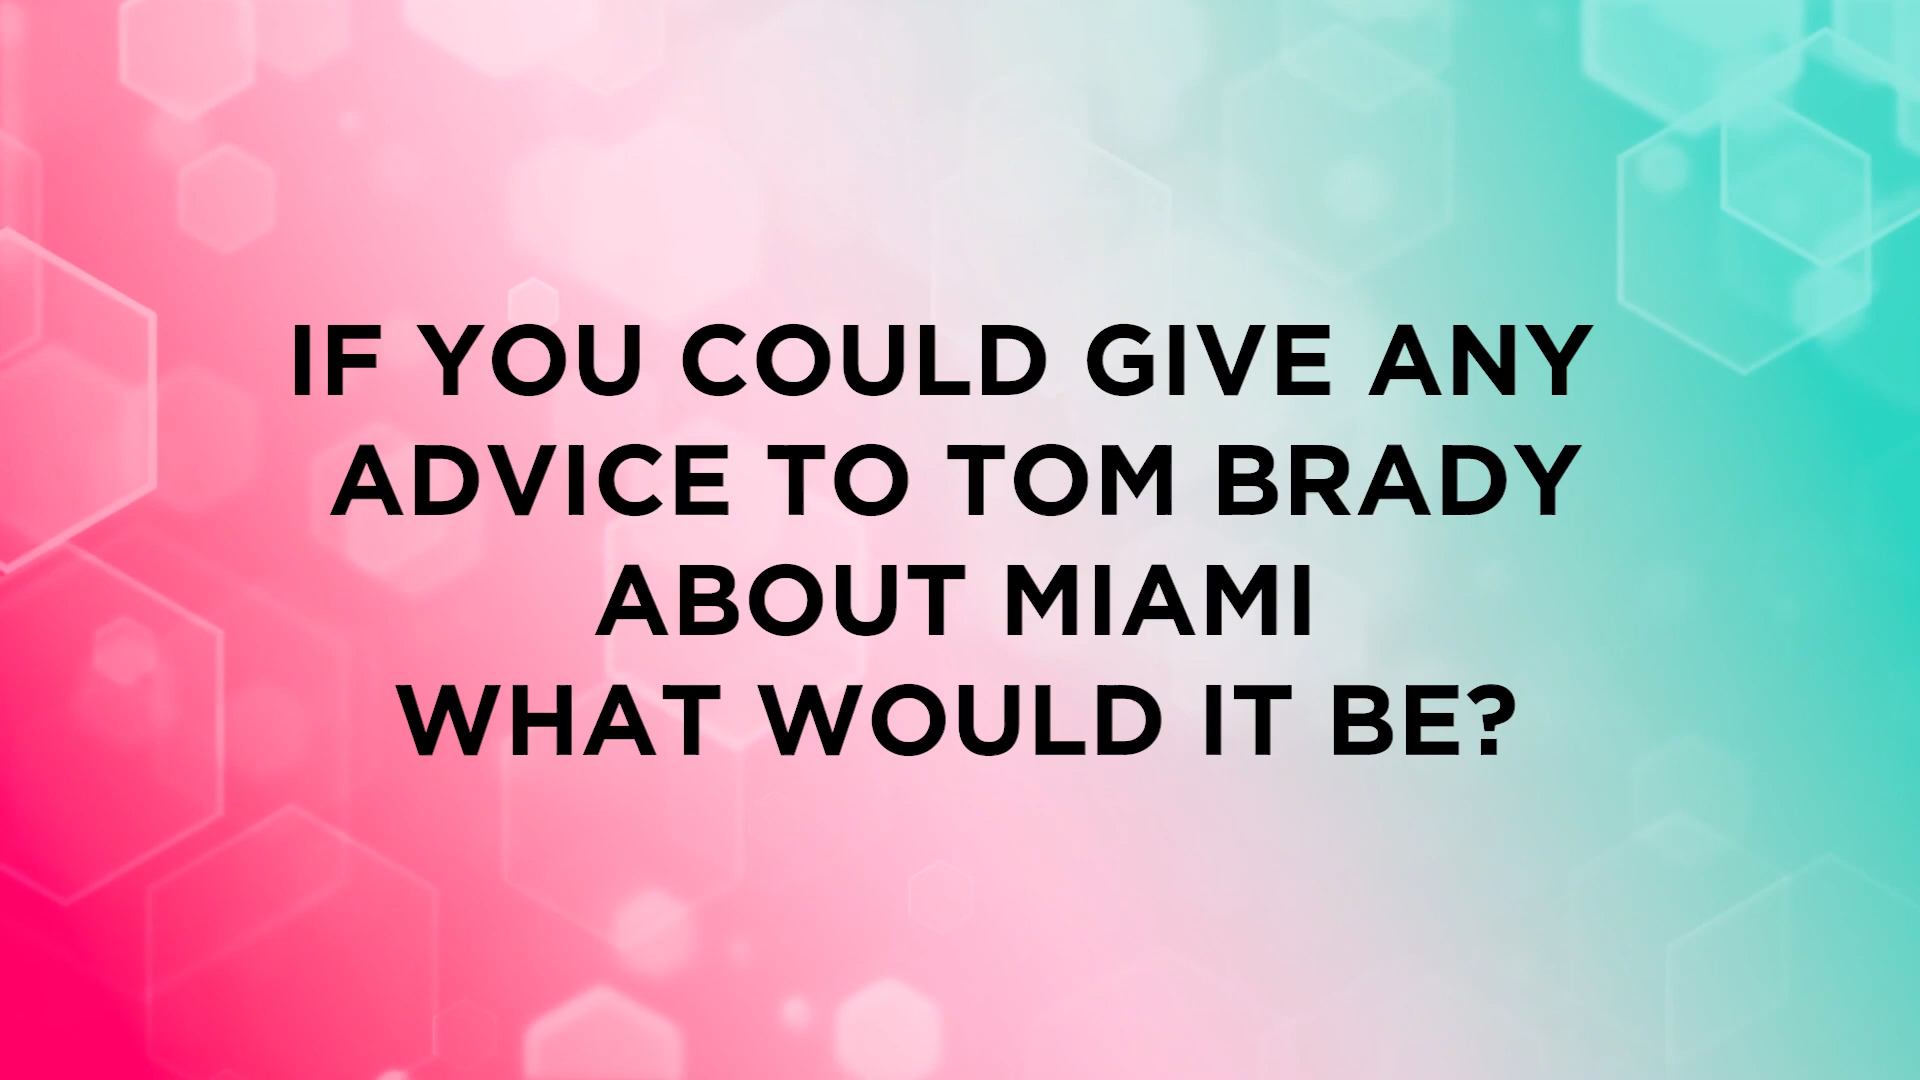 IF YOU COULD GIVE ANY
ADVICE TO TOM BRADY
ABOUT MIAMI
WHAT WOULD IT BE?